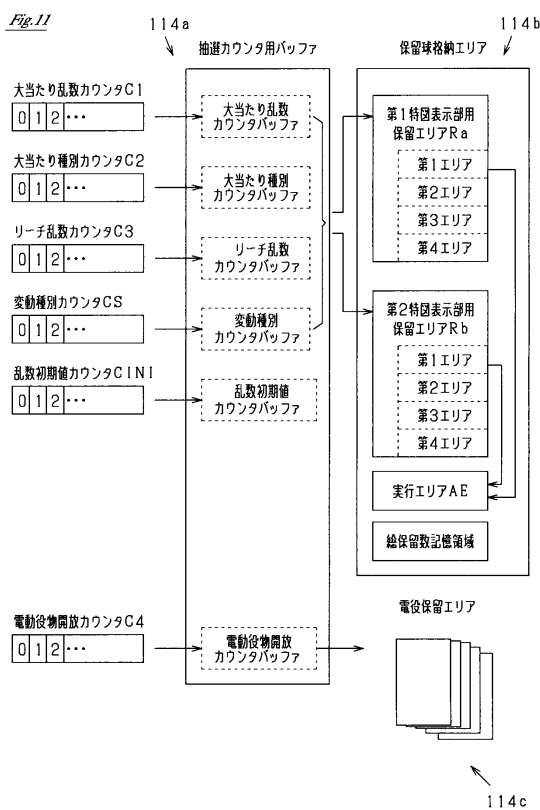 Fig.11
114a
114b
抽選カウンタ用バッファ
保留球格納エリア
大当たり乱数カウンタC1
0 1 2 ･･･
大当たり乱数
カウンタバッファ
大当たり種別カウンタC2
0 1 2 ･･･
大当たり種別
カウンタバッファ
リーチ乱数カウンタC3
0 1 2 ･･･
リーチ乱数
カウンタバッファ
変動種別カウンタCS
0 1 2 ･･･
変動種別
カウンタバッファ
乱数初期値カウンタCINI
0 1 2 ･･･
乱数初期値
カウンタバッファ
第1特図表示部用
保留エリアRa
第1エリア
第2エリア
第3エリア
第4エリア
第2特図表示部用
保留エリアRb
第1エリア
第2エリア
第3エリア
第4エリア
実行エリアAE
総保留数記憶領域
電動役物開放カウンタC4
0 1 2 ･･･
電動役物開放
カウンタバッファ
電役保留エリア
114c